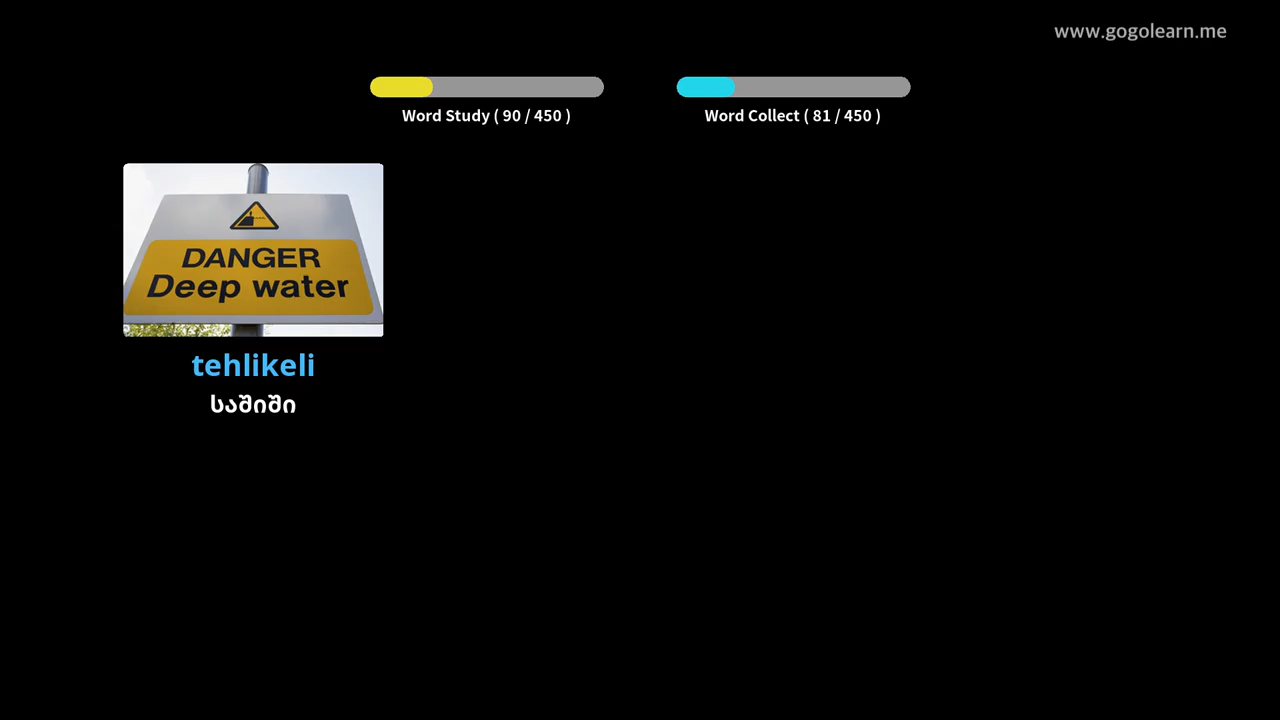 www.gogolearn.me
Word Study ( 90 / 450 )
Word Collect ( 81 / 450 )
DANGER
Deep water
tehlikeli
საშიში